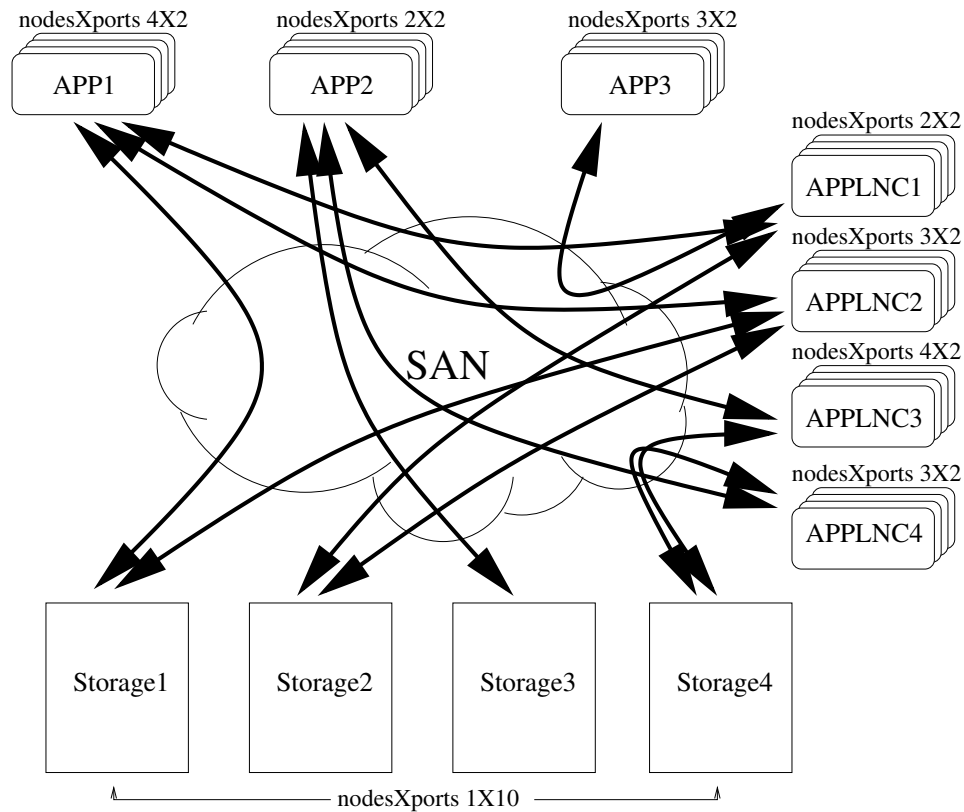 nodesXports 4X2
nodesXports 2X2
nodesXports 3X2
APP1
APP2
APP3
nodesXports 2X2
APPLNC1
nodesXports 3X2
APPLNC2
SAN
nodesXports 4X2
APPLNC3
nodesXports 3X2
APPLNC4
Storage1
Storage2
Storage3
Storage4
nodesXports 1X10